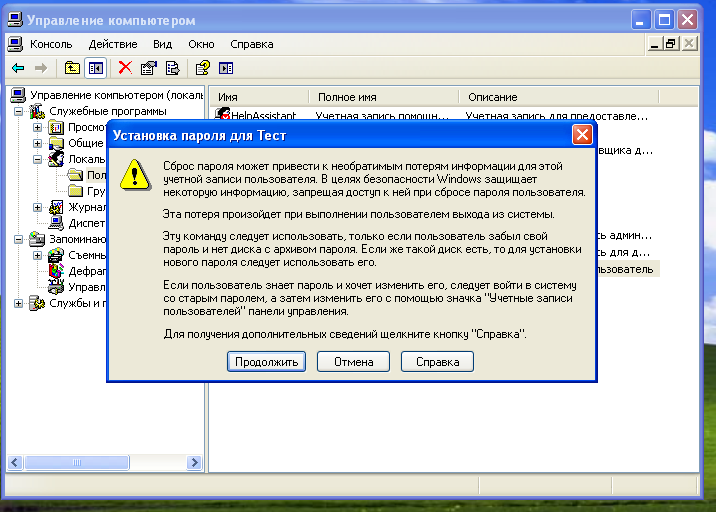 Управление компьютером
Консоль Действие Вид Окно Справка
Управление компьютером (локаль
Служебные программы
Просмот
Общие
Локаль
Пол
Гру
Журнал
Диспет
Запоминаю
Съемны
Дефраг
Управл
Службы и п
Имя Полное имя Описание
HelpAssistant Учетная запись помощн... Учетная запись для предоставле...
вщика д...
сь админ...
сь для д...
льзователь
Установка пароля для Тест
Сброс пароля может привести к необратимым потерям информации для этой
учетной записи пользователя. В целях безопасности Windows защищает
некоторую информацию, запрещая доступ к ней при сбросе пароля пользователя.
Эта потеря произойдет при выполнении пользователем выхода из системы.
Эту команду следует использовать, только если пользователь забыл свой
пароль и нет диска с архивом пароля. Если же такой диск есть, то для установки
нового пароля следует использовать его.
Если пользователь знает пароль и хочет изменить его, следует войти в систему
со старым паролем, а затем изменить его с помощью значка "Учетные записи
пользователей" панели управления.
Для получения дополнительных сведений щелкните кнопку "Справка".
Продолжить Отмена Справка